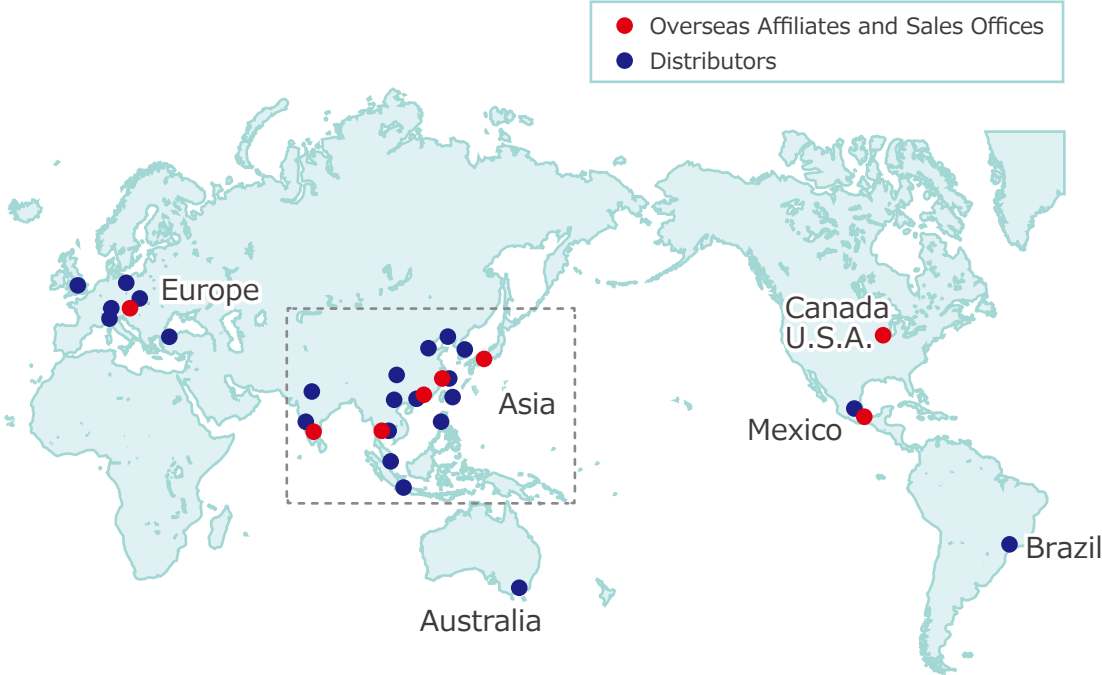 Overseas Affiliates and Sales Offices
Distributors
Europe
Canada
U.S.A.
Asia
Mexico
Brazil
Australia